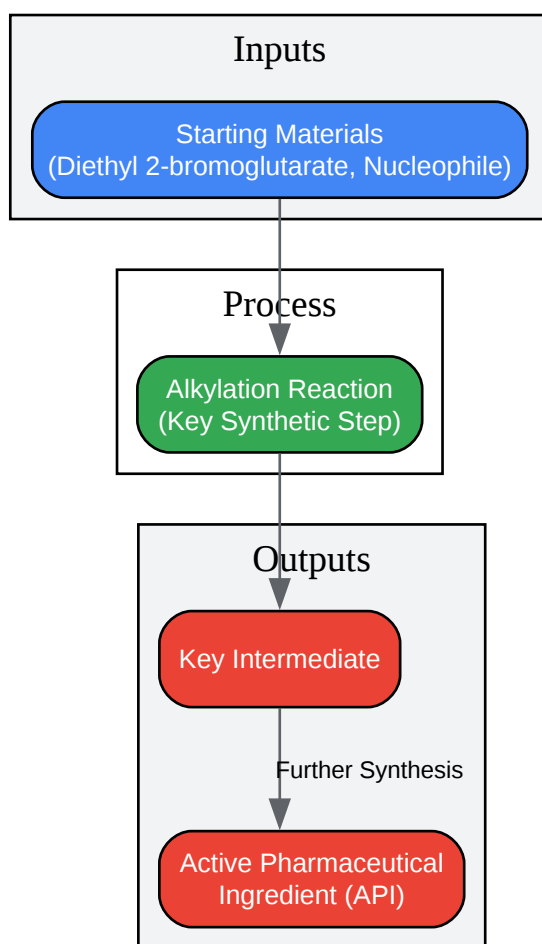 Inputs
Starting Materials
(Diethyl 2-bromoglutarate, Nucleophile)
Process
Alkylation Reaction
(Key Synthetic Step)
Outputs
Key Intermediate
Further Synthesis
Active Pharmaceutical
Ingredient (API)